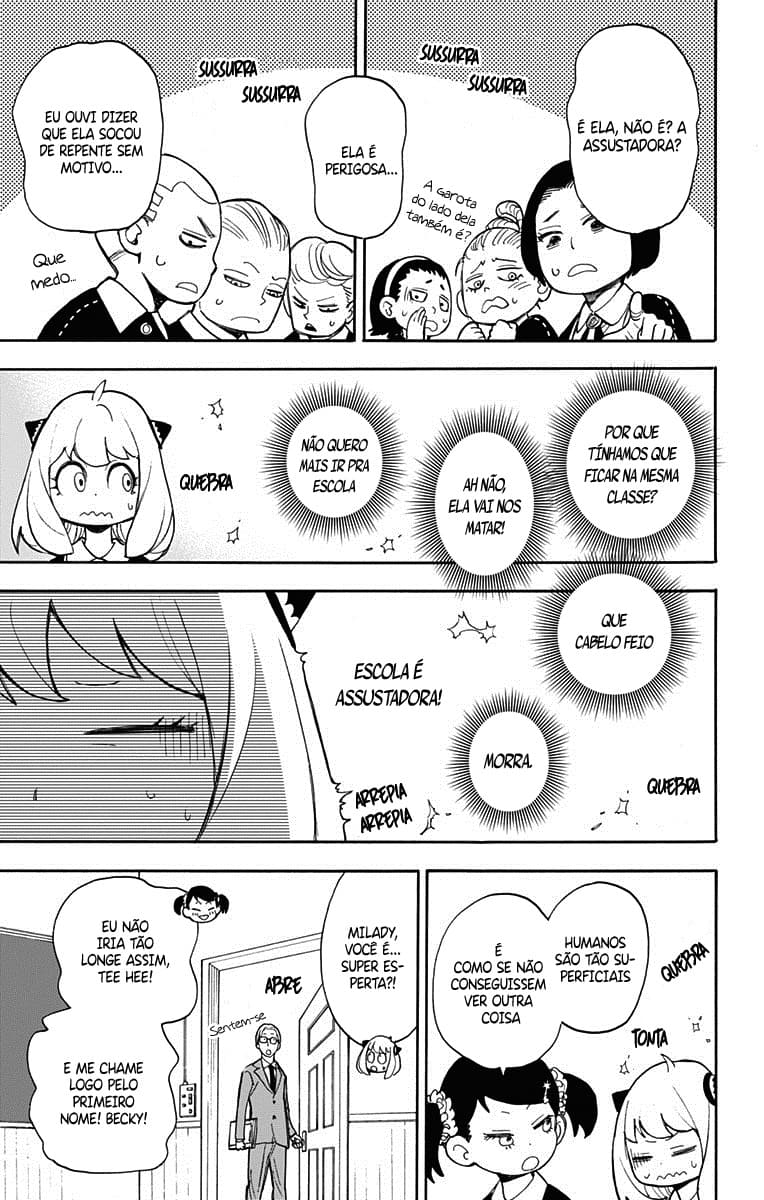 SUSSURRA
SUSSURRA
É ELA, NÃO É? A
ASSUSTADORA?
A Garota
do lado dela
também é?
ELA É
PERIGOSA...
SUSSURRA
SUSSURRA
EU OUVI DIZER
QUE ELA SOCOU
DE REPENTE SEM
MOTIVO...
Que
medo...
POR QUE
TÍNHAMOS QUE
FICAR NA MESMA
CLASSE?
AH NÃO,
ELA VAI NOS
MATAR!
NÃO QUERO
MAIS IR PRA
ESCOLA
QUEBRA
QUE
CABELO FEIO
MORRA.
QUEBRA
ESCOLA É
ASSUSTADORA!
ARREPIA
ARREPIA
QUEBRA
TONTA
HUMANOS
SÃO TÃO SU-
PERFICIAIS
É
COMO SE NÃO
CONSEGUISSEM
VER OUTRA
COISA
MILADY,
VOCÊ É...
SUPER ES-
PERTA?!
ABRE
Sentem-se
EU NÃO
IRIA TÃO
LONGE ASSIM,
TEE HEE!
E ME CHAME
LOGO PELO
PRIMEIRO
NOME! BECKY!